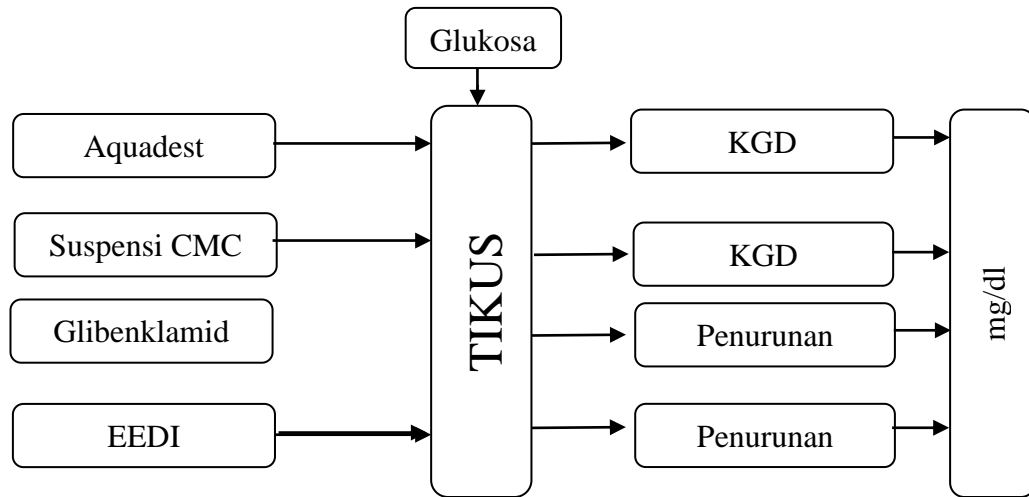 Glukosa
Aquadest
Suspensi CMC
Glibenklamid
EEDI
TIKUS
KGD
KGD
Penurunan
Penurunan
mg/dl